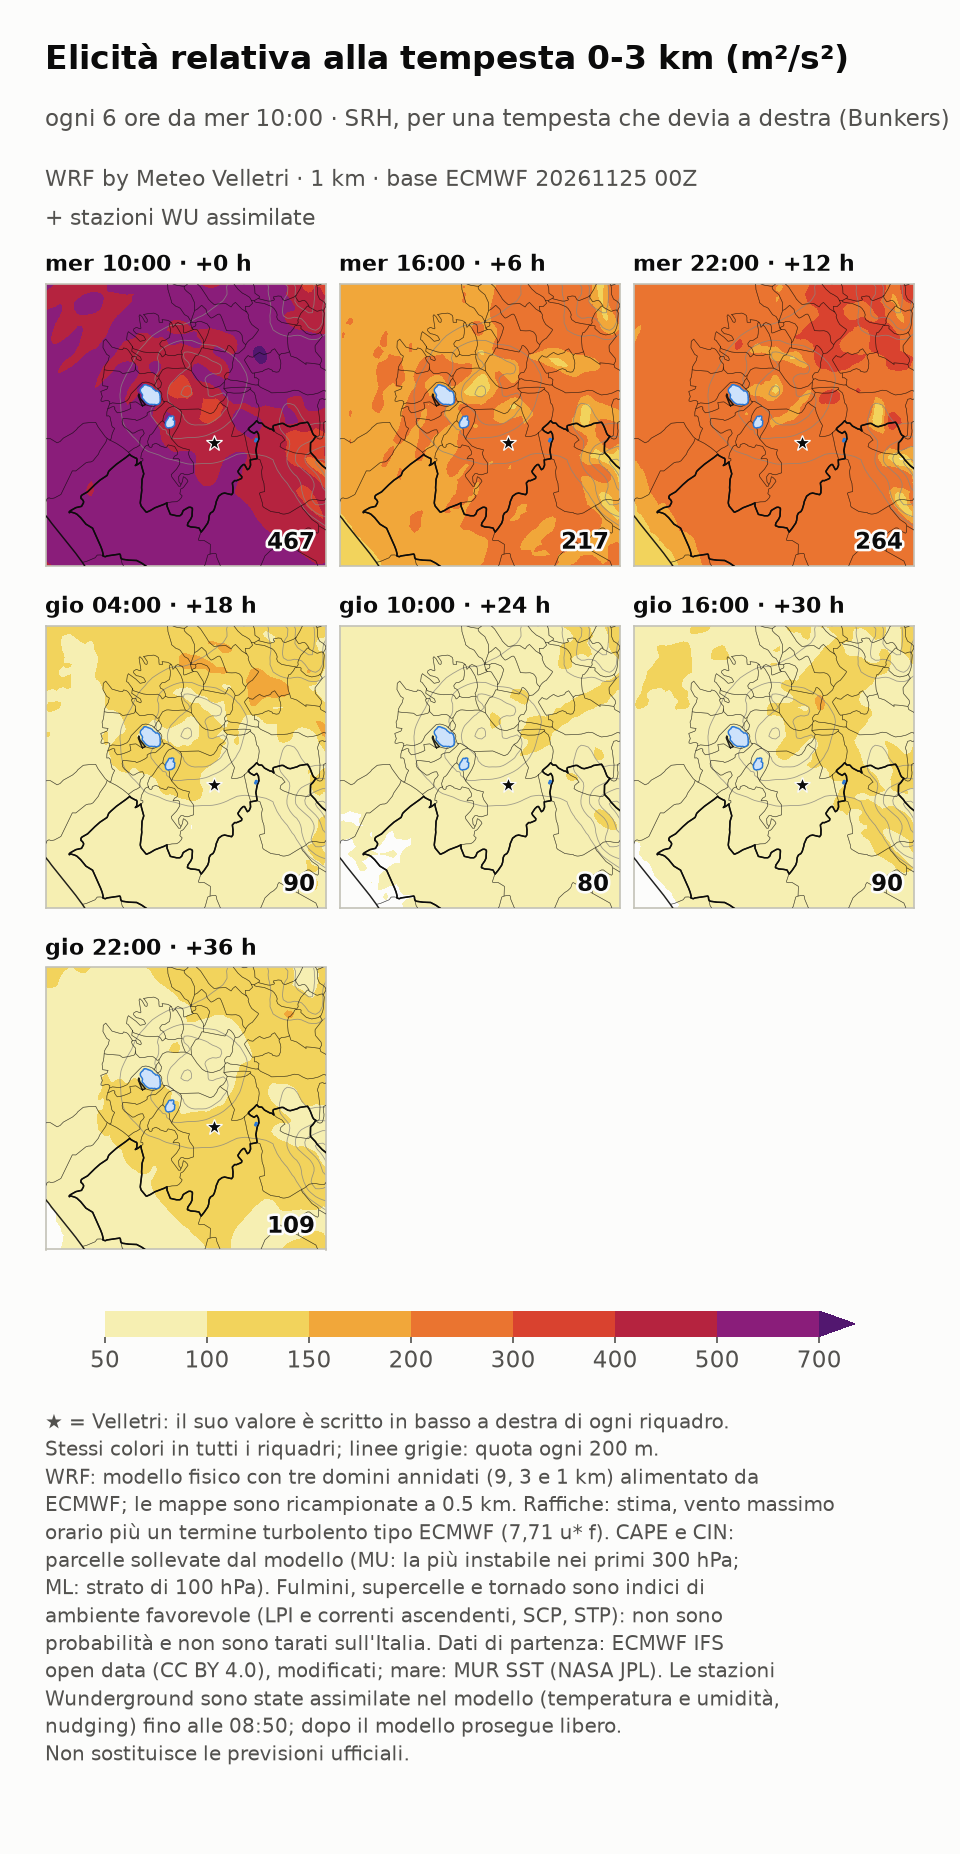 Elicità relativa alla tempesta 0-3 km (m²/s²)
ogni 6 ore da mer 10:00 · SRH, per una tempesta che devia a destra (Bunkers)
WRF by Meteo Velletri · 1 km · base ECMWF 20261125 00Z
+ stazioni WU assimilate
mer 10:00 · +0 h
mer 16:00 · +6 h
mer 22:00 · +12 h
467
217
264
gio 04:00 · +18 h
gio 10:00 · +24 h
gio 16:00 · +30 h
90
80
90
gio 22:00 · +36 h
109
50 100 150 200 300 400 500 700
★ = Velletri: il suo valore è scritto in basso a destra di ogni riquadro.
Stessi colori in tutti i riquadri; linee grigie: quota ogni 200 m.
WRF: modello fisico con tre domini annidati (9, 3 e 1 km) alimentato da
ECMWF; le mappe sono ricampionate a 0.5 km. Raffiche: stima, vento massimo
orario più un termine turbolento tipo ECMWF (7,71 u* f). CAPE e CIN:
parcelle sollevate dal modello (MU: la più instabile nei primi 300 hPa;
ML: strato di 100 hPa). Fulmini, supercelle e tornado sono indici di
ambiente favorevole (LPI e correnti ascendenti, SCP, STP): non sono
probabilità e non sono tarati sull'Italia. Dati di partenza: ECMWF IFS
open data (CC BY 4.0), modificati; mare: MUR SST (NASA JPL). Le stazioni
Wunderground sono state assimilate nel modello (temperatura e umidità,
nudging) fino alle 08:50; dopo il modello prosegue libero.
Non sostituisce le previsioni ufficiali.